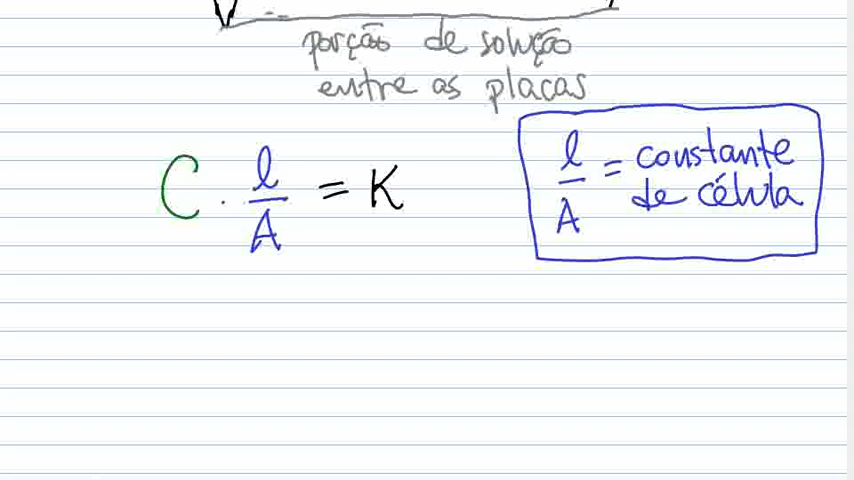 porção de solução
entre as placas
C · l/A = K
l/A = constante
de célula